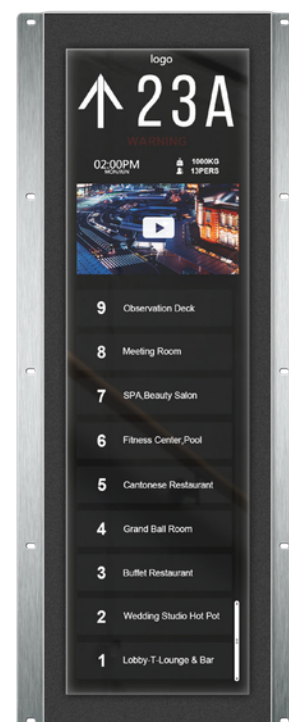 logo
23A
WARNING
02:00PM
MON/JUN
1000KG
13PERS
9 Observation Deck
8 Meeting Room
7 SPA,Beauty Salon
6 Fitness Center,Pool
5 Cantonese Restaurant
4 Grand Ball Room
3 Buffet Restaurant
2 Wedding Studio Hot Pot
1 Lobby-T-Lounge & Bar